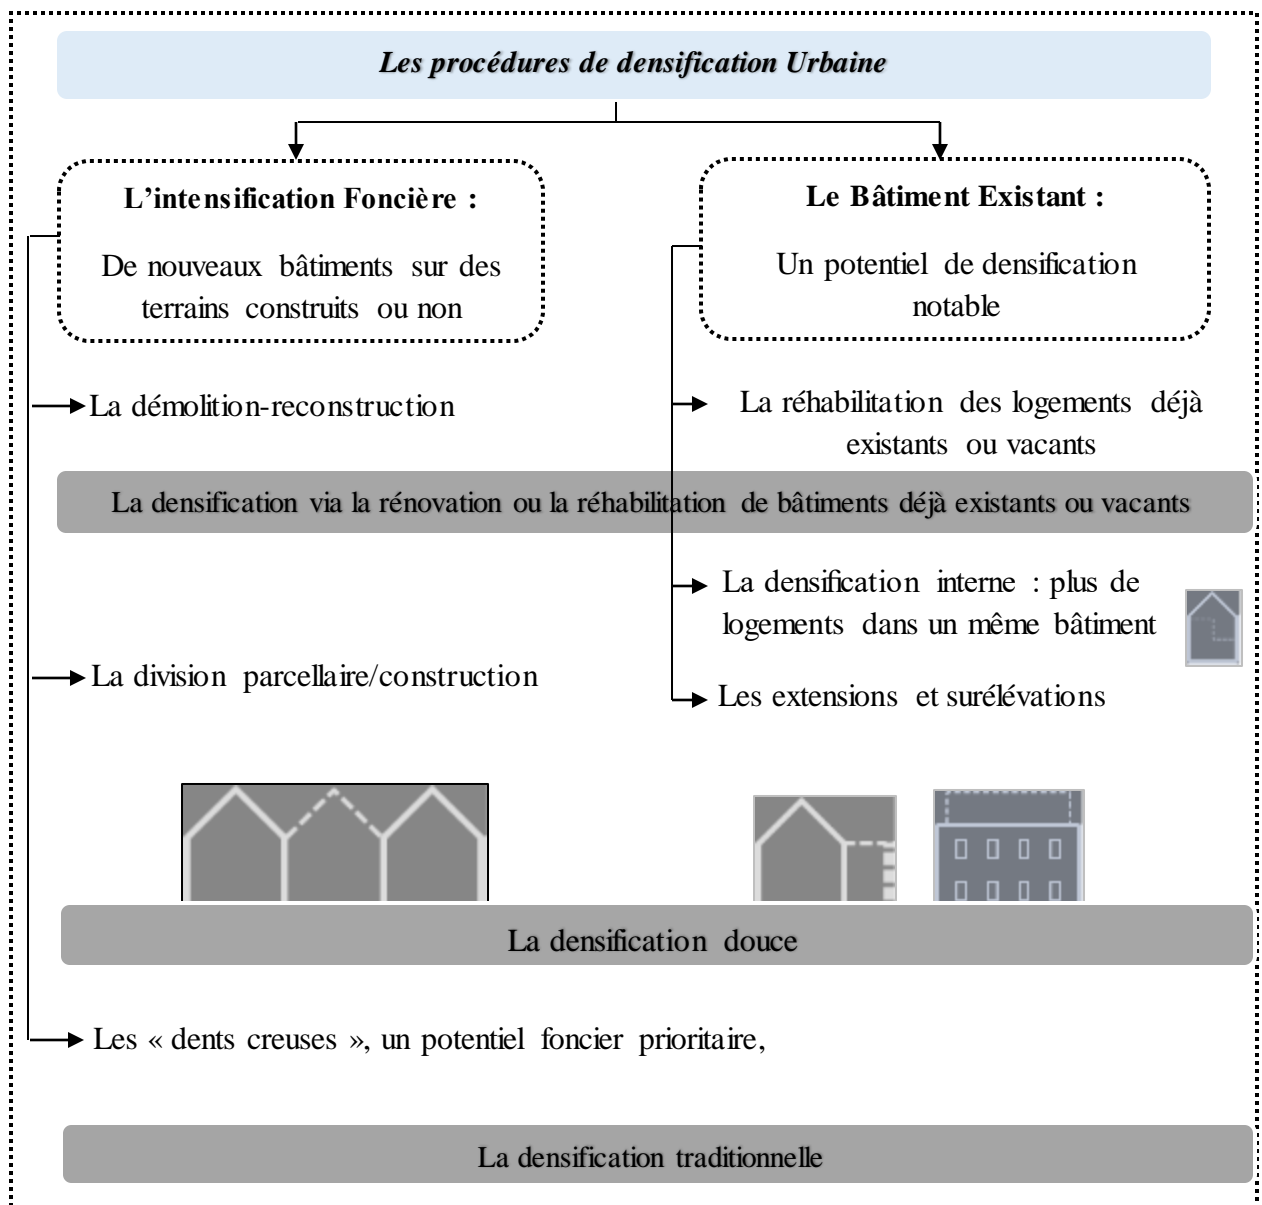 Les procédures de densification Urbaine
L’intensification Foncière :
De nouveaux bâtiments sur des
terrains construits ou non
Le Bâtiment Existant :
Un potentiel de densification
notable
La démolition-reconstruction
La réhabilitation des logements déjà
existants ou vacants
La densification via la rénovation ou la réhabilitation de bâtiments déjà existants ou vacants
La densification interne : plus de
logements dans un même bâtiment
La division parcellaire/construction
Les extensions et surélévations
La densification douce
Les « dents creuses », un potentiel foncier prioritaire,
La densification traditionnelle